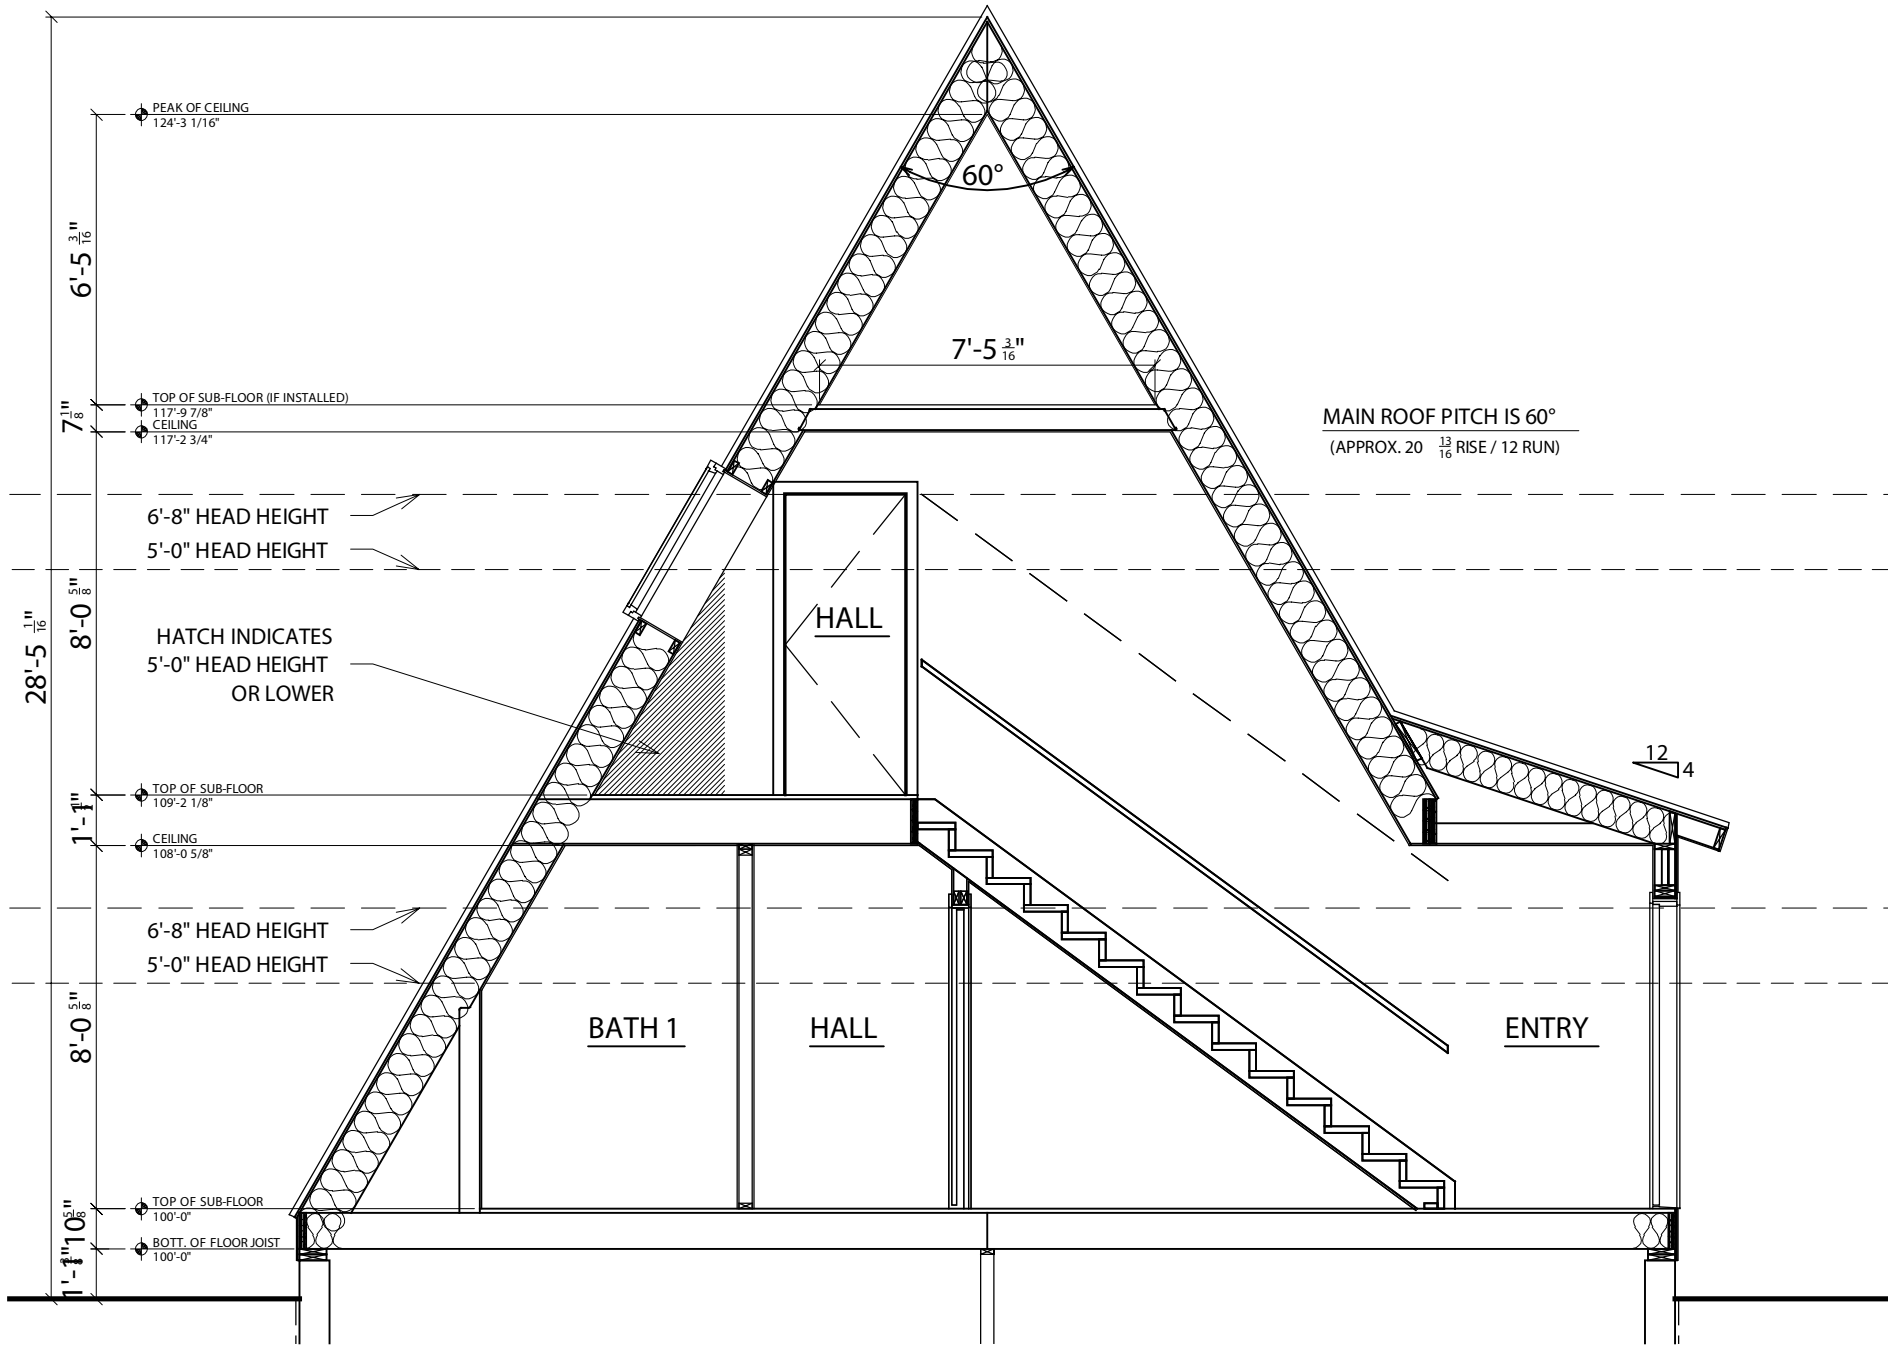 PEAK OF CEILING
124'-3 1/16"
60°
6'-5 3/16"
7'-5 3/16"
TOP OF SUB-FLOOR (IF INSTALLED)
117'-9 7/8"
7 1/8"
CEILING
117'-2 3/4"
MAIN ROOF PITCH IS 60°
(APPROX. 20 13/16 RISE / 12 RUN)
6'-8" HEAD HEIGHT
5'-0" HEAD HEIGHT
8'-0 5/8"
28'-5 1/16"
HALL
HATCH INDICATES
5'-0" HEAD HEIGHT
OR LOWER
12
4
TOP OF SUB-FLOOR
109'-2 1/8"
CEILING
108'-0 5/8"
6'-8" HEAD HEIGHT
5'-0" HEAD HEIGHT
8'-0 5/8"
BATH 1
HALL
ENTRY
TOP OF SUB-FLOOR
100'-0"
10 5/8"
BOTT. OF FLOOR JOIST
100'-0"